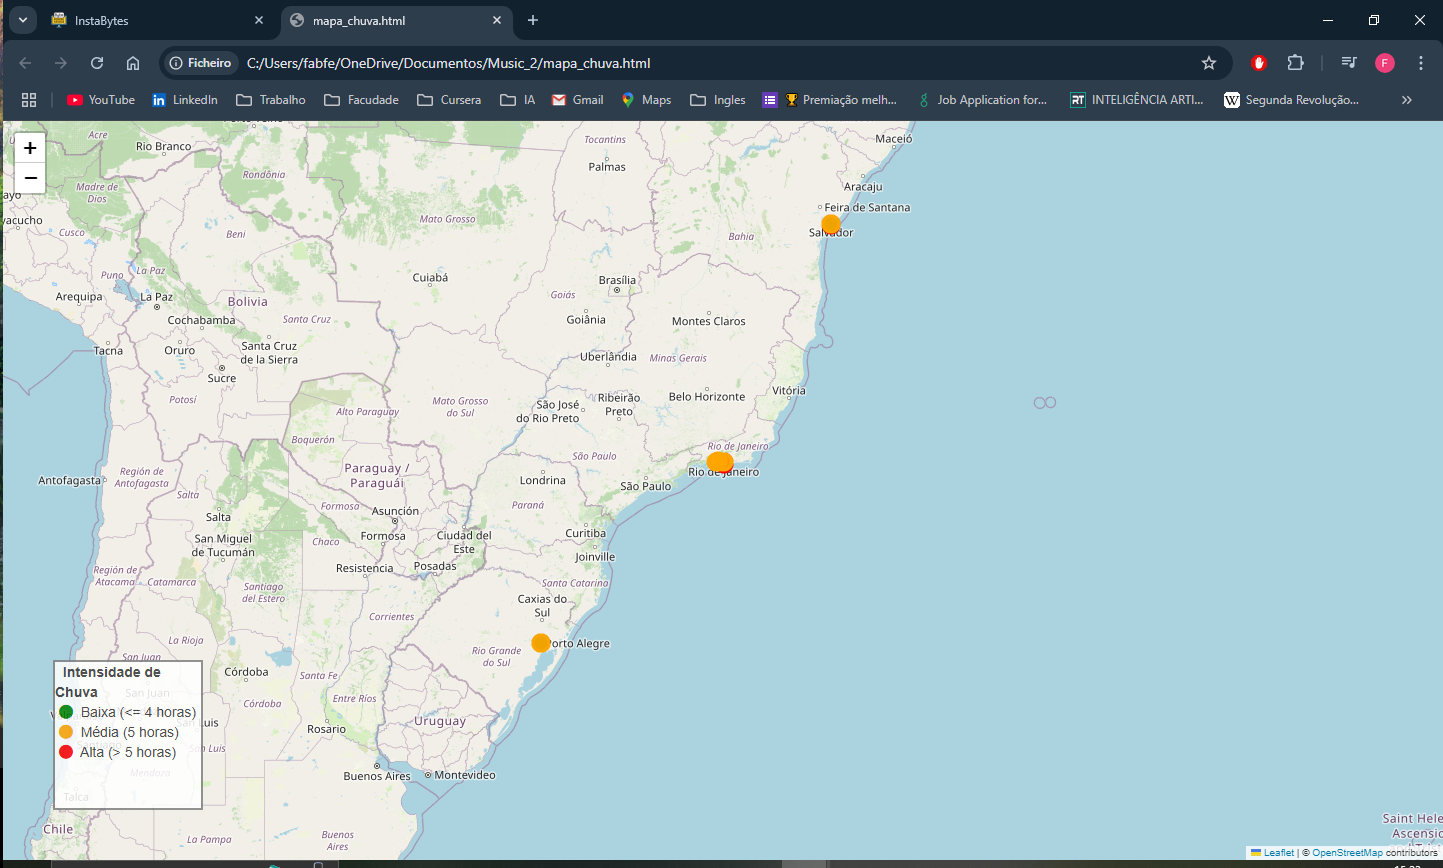 InstaBytes
mapa_chuva.html
Ficheiro
C:/Users/fabfe/OneDrive/Documentos/Music_2/mapa_chuva.html
F
YouTube
LinkedIn
Trabalho
Facudade
Cursera
IA
Gmail
Maps
Ingles
Premiação melh...
Job Application for...
RT
INTELIGÊNCIA ARTI...
W
Segunda Revolução...
+
−
Acre
Rio Branco
Tocantins
Maceió
Palmas
Rondônia
Madre de
Dios
Aracaju
Mato Grosso
Feira de Santana
Cusco
Beni
Bahia
Salvador
Puno
La Paz
Cuiabá
Brasília
Arequipa
La Paz
Bolivia
Goiás
Cochabamba
Santa Cruz
Goiânia
Montes Claros
Tacna
Oruro
Santa Cruz
de la Sierra
Uberlândia
Minas Gerais
Sucre
Vitória
Potosí
Mato Grosso
do Sul
São José
do Rio Preto
Ribeirão
Preto
Belo Horizonte
Alto Paraguay
Boquerón
Rio de Janeiro
São Paulo
Paraguay /
Paraguái
Rio de Janeiro
Región de
Antofagasta
Antofagasta
Londrina
São Paulo
Salta
Formosa
Paraná
Asunción
Salta
Formosa
Ciudad del
Este
Curitiba
San Miguel
de Tucumán
Chaco
Joinville
Región de
Atacama
Catamarca
Resistencia
Posadas
Santiago
del Estero
Santa Catarina
Caxias do
Sul
Corrientes
La Rioja
Rio Grande
do Sul
Porto Alegre
San Juan
Córdoba
Santa Fe
Intensidade de
Chuva
Baixa (<= 4 horas)
Média (5 horas)
Alta (> 5 horas)
San Juan
Córdoba
Entre Ríos
San Luis
Uruguay
Rosario
Mendoza
Buenos Aires
Montevideo
Talca
Chile
La Pampa
Buenos
Aires
Saint Hele
Ascensio
Leaflet | © OpenStreetMap contributors